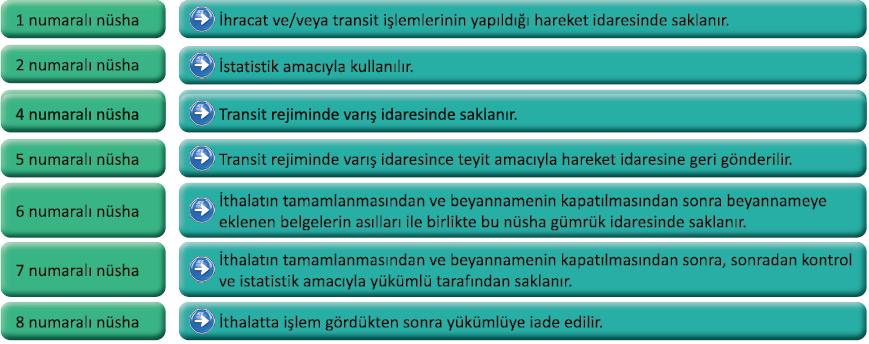 1 numaralı nüsha
İhracat ve/veya transit işlemlerinin yapıldığı hareket idaresinde saklanır.
2 numaralı nüsha
İstatistik amacıyla kullanılır.
4 numaralı nüsha
Transit rejiminde varış idaresinde saklanır.
5 numaralı nüsha
Transit rejiminde varış idaresince teyit amacıyla hareket idaresine geri gönderilir.
6 numaralı nüsha
İthalatın tamamlanmasından ve beyannamenin kapatılmasından sonra beyannameye
eklenen belgelerin asılları ile birlikte bu nüsha gümrük idaresinde saklanır.
7 numaralı nüsha
İthalatın tamamlanmasından ve beyannamenin kapatılmasından sonra, sonradan kontrol
ve istatistik amacıyla yükümlü tarafından saklanır.
8 numaralı nüsha
İthalatta işlem gördükten sonra yükümlüye iade edilir.